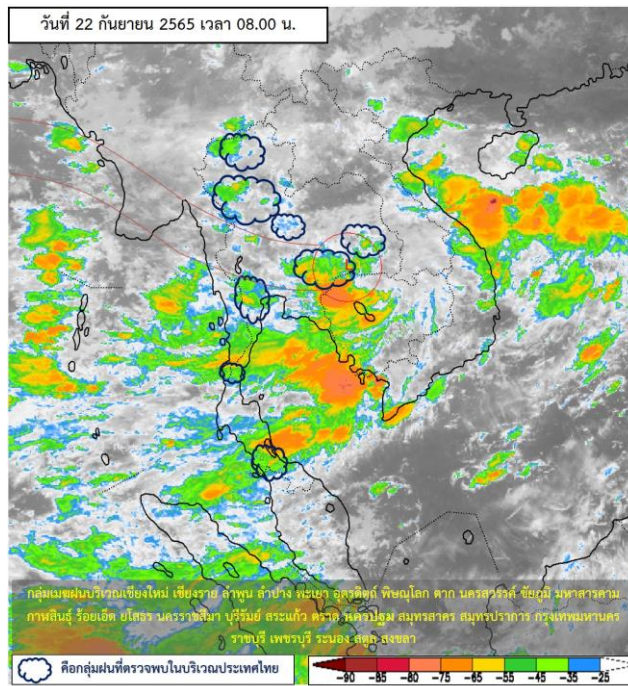 วันที่ 22 กันยายน 2565 เวลา 08.00 น.
กลุ่มเมฆฝนบริเวณเชียงใหม่ เชียงราย ลำพูน ลำปาง พะเยา อุตรดิตถ์ พิษณุโลก ตาก นครสวรรค์ ชัยภูมิ มหาสารคาม
กาฬสินธุ์ ร้อยเอ็ด ยโสธร นครราชสีมา บุรีรัมย์ สระแก้ว ตราด นครปฐม สมุทรสาคร สมุทรปราการ กรุงเทพมหานคร
ราชบุรี เพชรบุรี ระนอง สตูล สงขลา
คือกลุ่มฝนที่ตรวจพบในบริเวณประเทศไทย
-90 -85 -80 -75 -70 -60 -55 -45 -35 -25